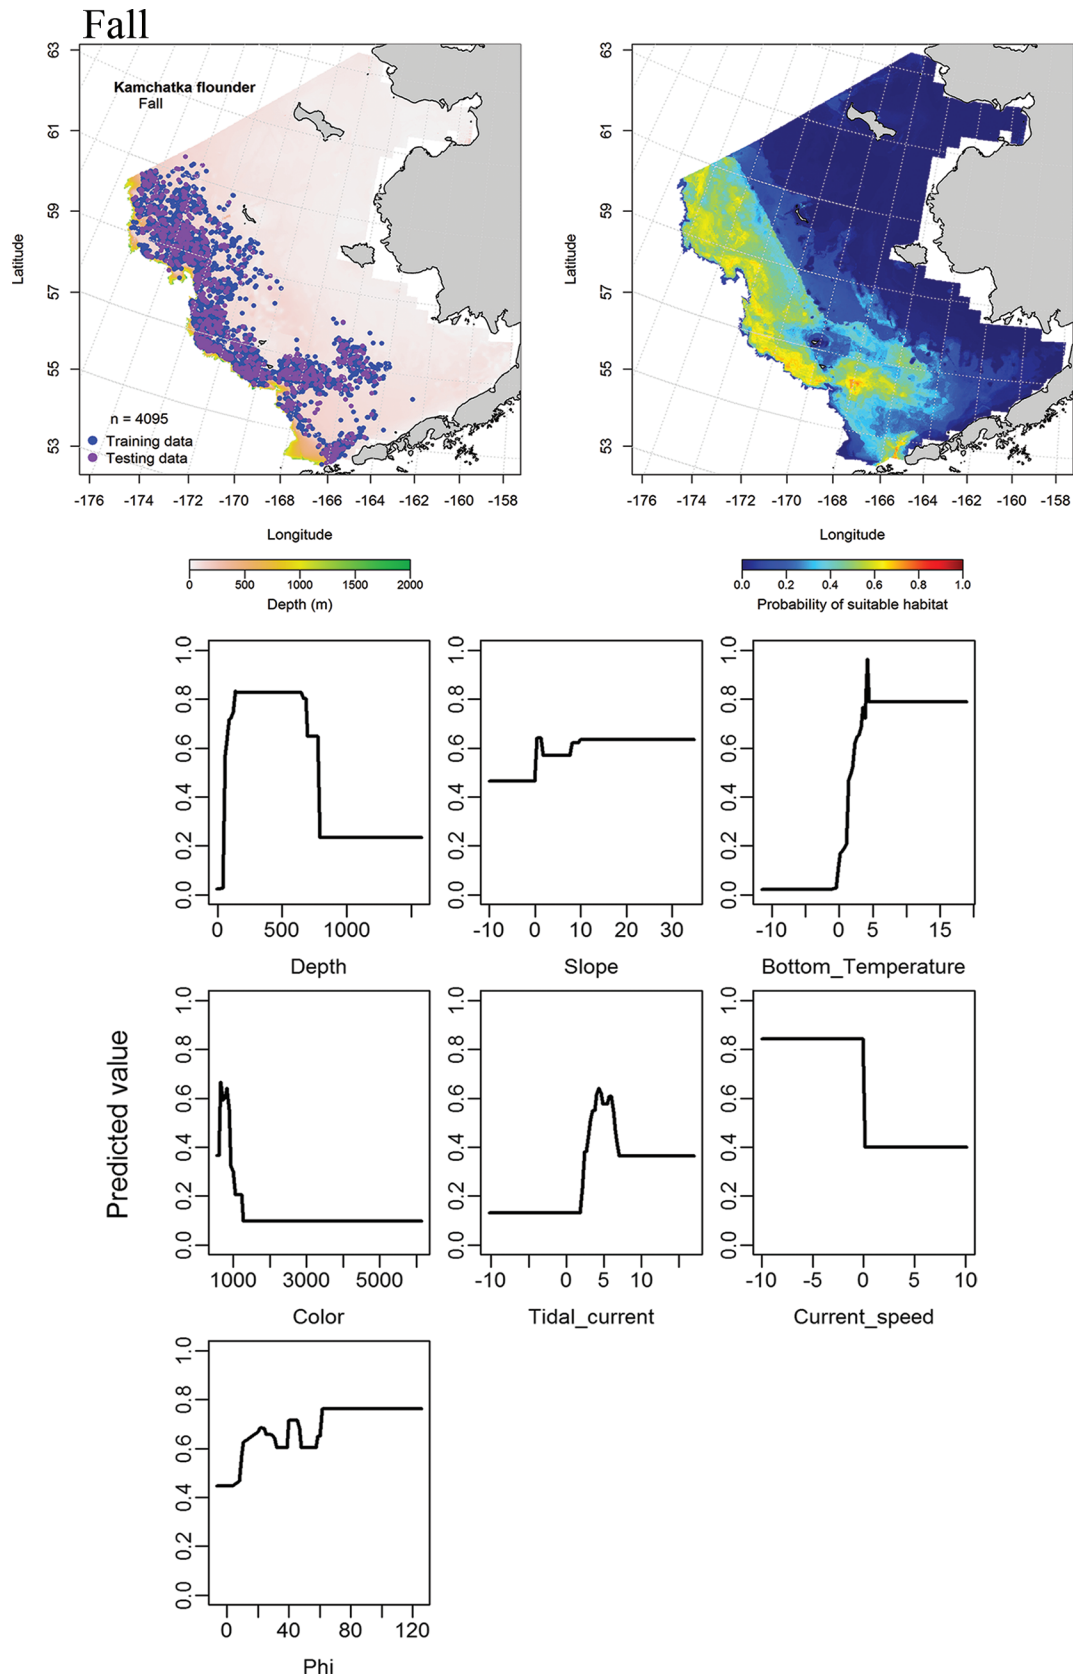 Fall
63
61
59
57
55
53
Latitude
Kamchatka flounder
Fall
n = 4095
Training data
Testing data
-176 -174 -172 -170 -168 -166 -164 -162 -160 -158
Longitude
0 500 1000 1500 2000
Depth (m)
63
61
59
57
55
53
Latitude
-176 -174 -172 -170 -168 -166 -164 -162 -160 -158
Longitude
0.0 0.2 0.4 0.6 0.8 1.0
Probability of suitable habitat
Predicted value
0.0 0.2 0.4 0.6 0.8 1.0
0 500 1000
Depth
0.0 0.2 0.4 0.6 0.8 1.0
-10 0 10 20 30
Slope
0.0 0.2 0.4 0.6 0.8 1.0
-10 0 5 15
Bottom_Temperature
0.0 0.2 0.4 0.6 0.8 1.0
1000 3000 5000
Color
0.0 0.2 0.4 0.6 0.8 1.0
-10 0 5 10
Tidal_current
0.0 0.2 0.4 0.6 0.8 1.0
-10 -5 0 5 10
Current_speed
0.0 0.2 0.4 0.6 0.8 1.0
0 40 80 120
Phi